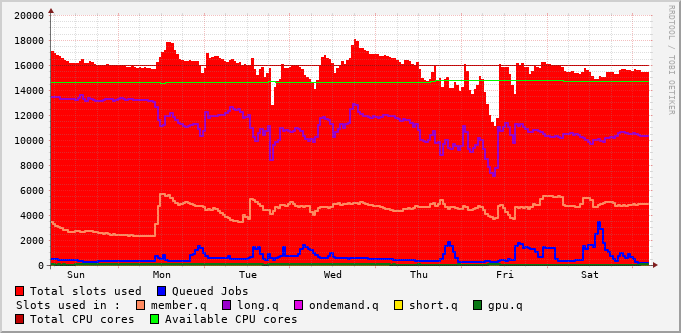 20000
18000
16000
14000
12000
10000
8000
6000
4000
2000
0
Sun Mon Tue Wed Thu Fri Sat
RRDTOOL / TOBI OETIKER
Total slots used Queued Jobs
Slots used in : member.q long.q ondemand.q short.q gpu.q
Total CPU cores Available CPU cores